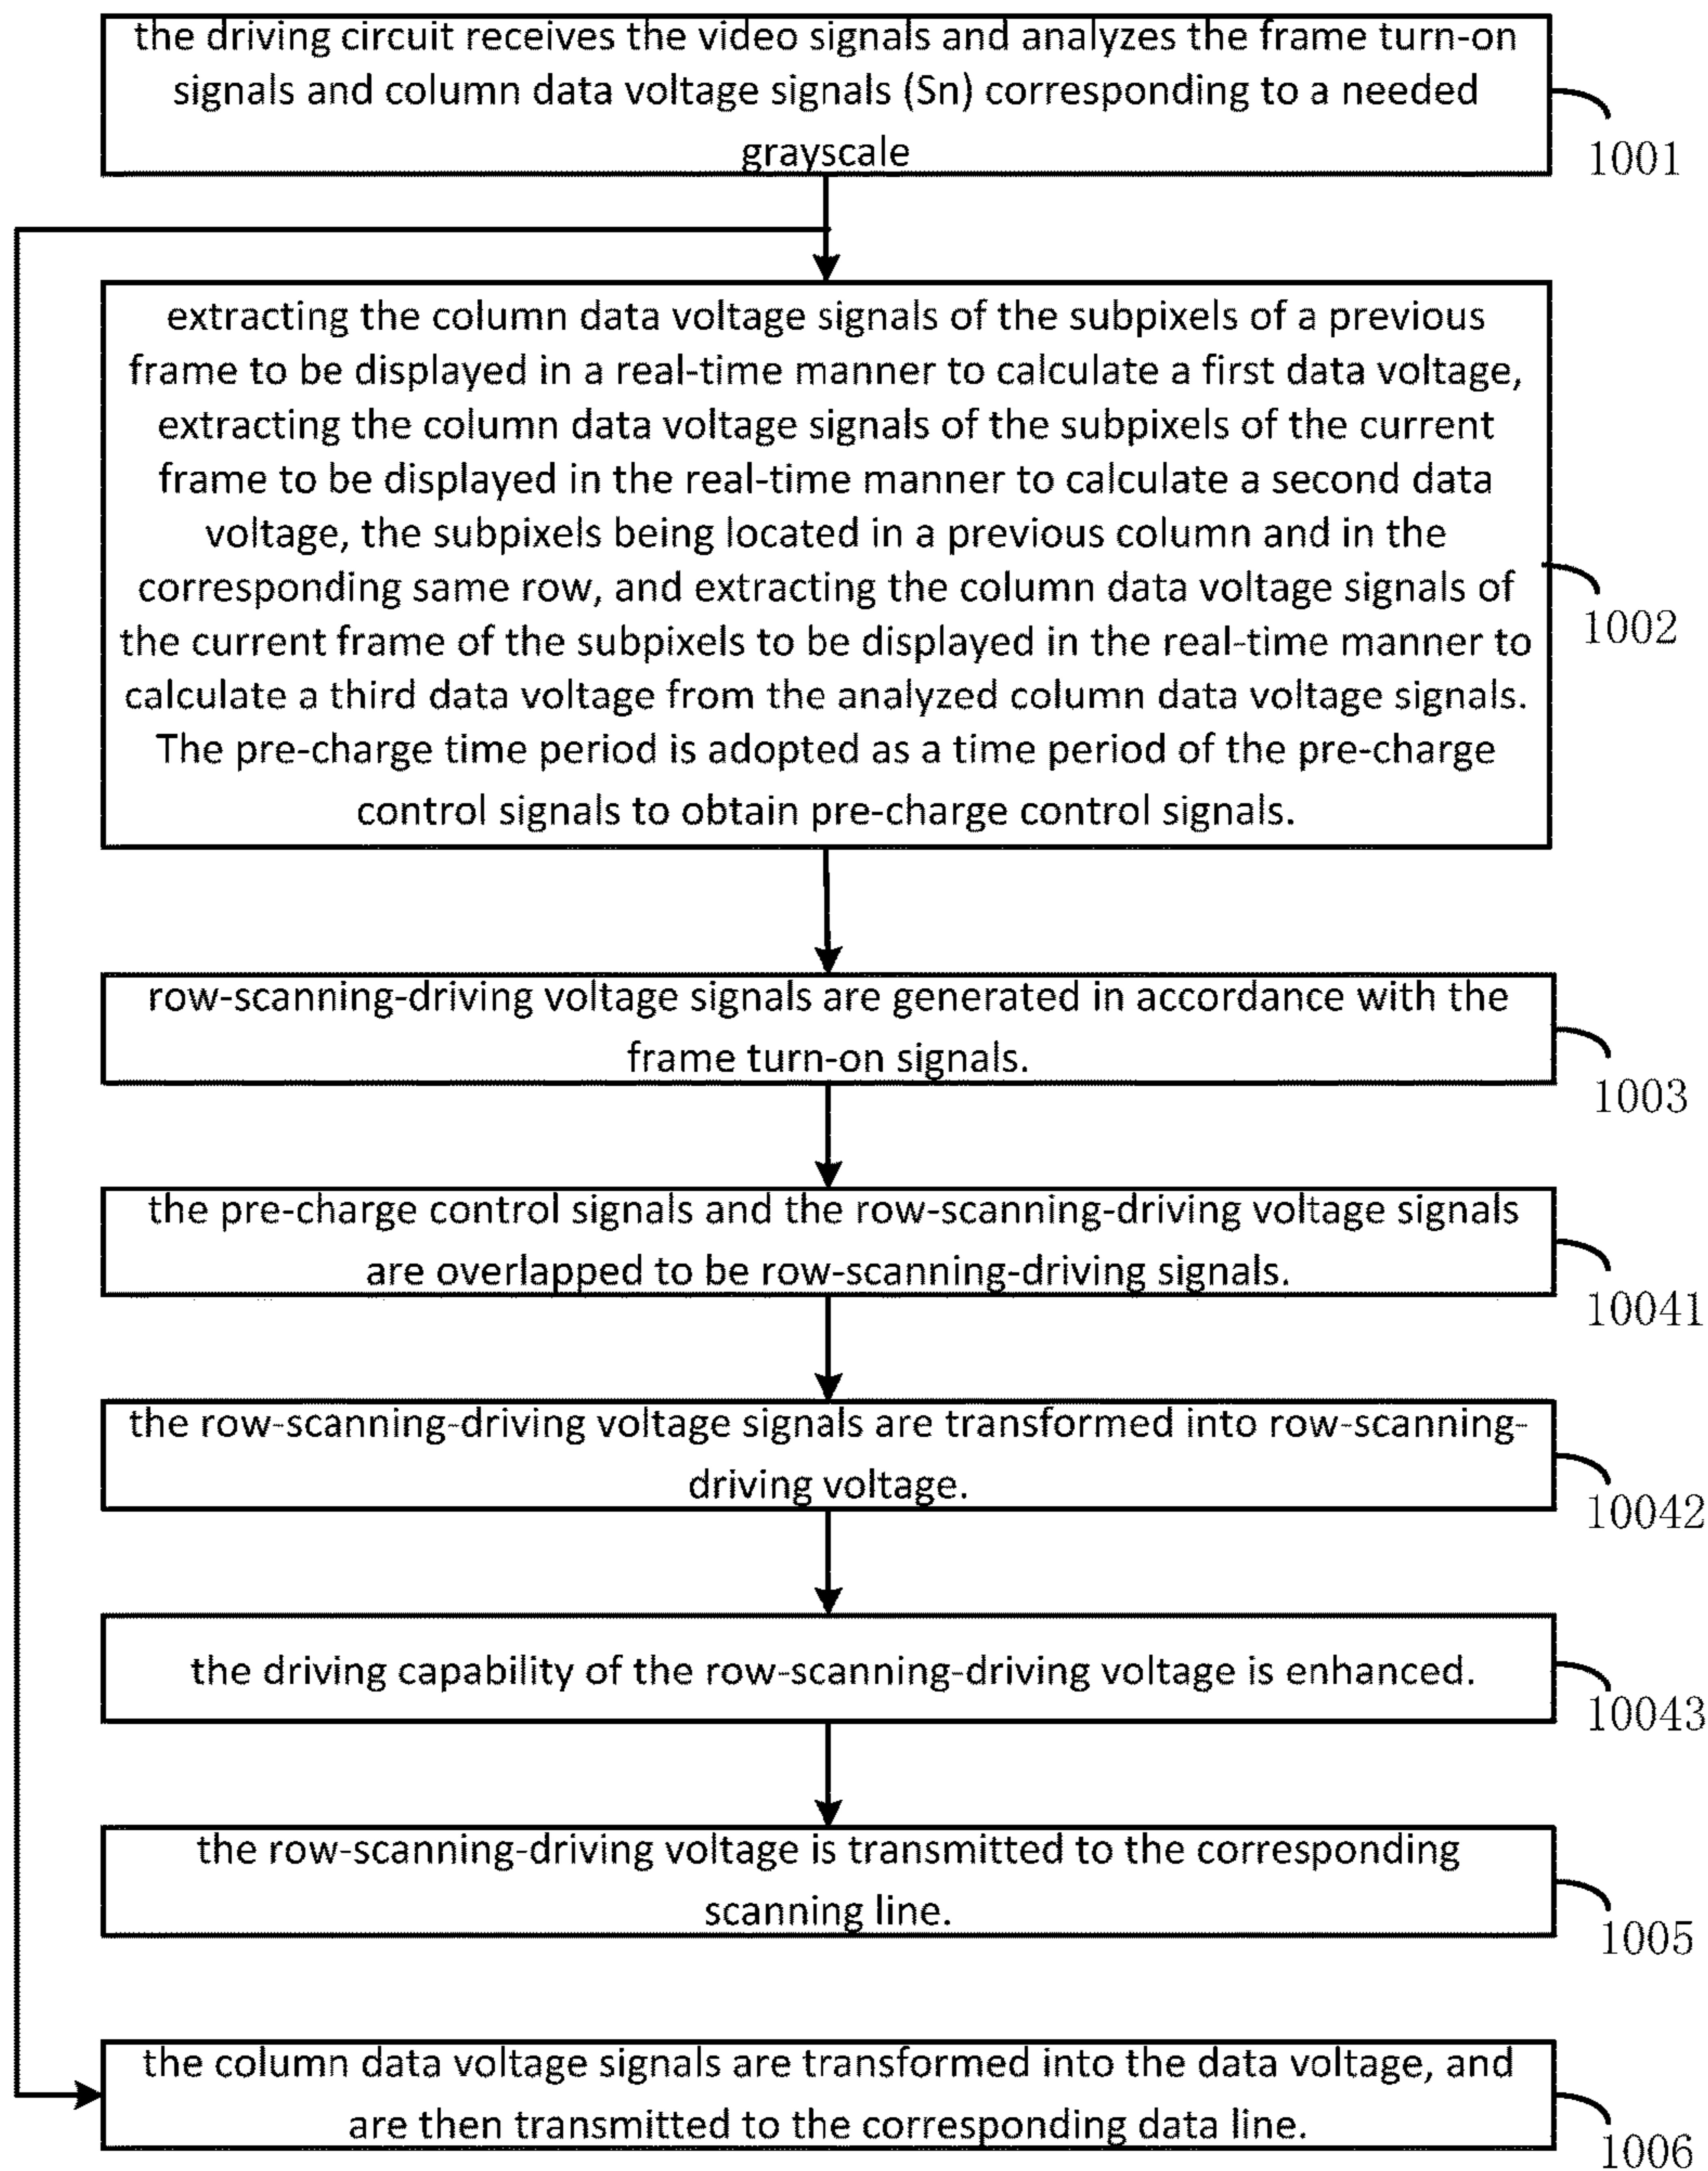 the driving circuit receives the video signals and analyzes the frame turn-on
signals and column data voltage signals (Sn) corresponding to a needed
grayscale
1001
extracting the column data voltage signals of the subpixels of a previous
frame to be displayed in a real-time manner to calculate a first data voltage,
extracting the column data voltage signals of the subpixels of the current
frame to be displayed in the real-time manner to calculate a second data
voltage, the subpixels being located in a previous column and in the
corresponding same row, and extracting the column data voltage signals of
the current frame of the subpixels to be displayed in the real-time manner to
calculate a third data voltage from the analyzed column data voltage signals.
The pre-charge time period is adopted as a time period of the pre-charge
control signals to obtain pre-charge control signals.
1002
row-scanning-driving voltage signals are generated in accordance with the
frame turn-on signals.
1003
the pre-charge control signals and the row-scanning-driving voltage signals
are overlapped to be row-scanning-driving signals.
10041
the row-scanning-driving voltage signals are transformed into row-scanning-
driving voltage.
10042
the driving capability of the row-scanning-driving voltage is enhanced.
10043
the row-scanning-driving voltage is transmitted to the corresponding
scanning line.
1005
the column data voltage signals are transformed into the data voltage, and
are then transmitted to the corresponding data line.
1006